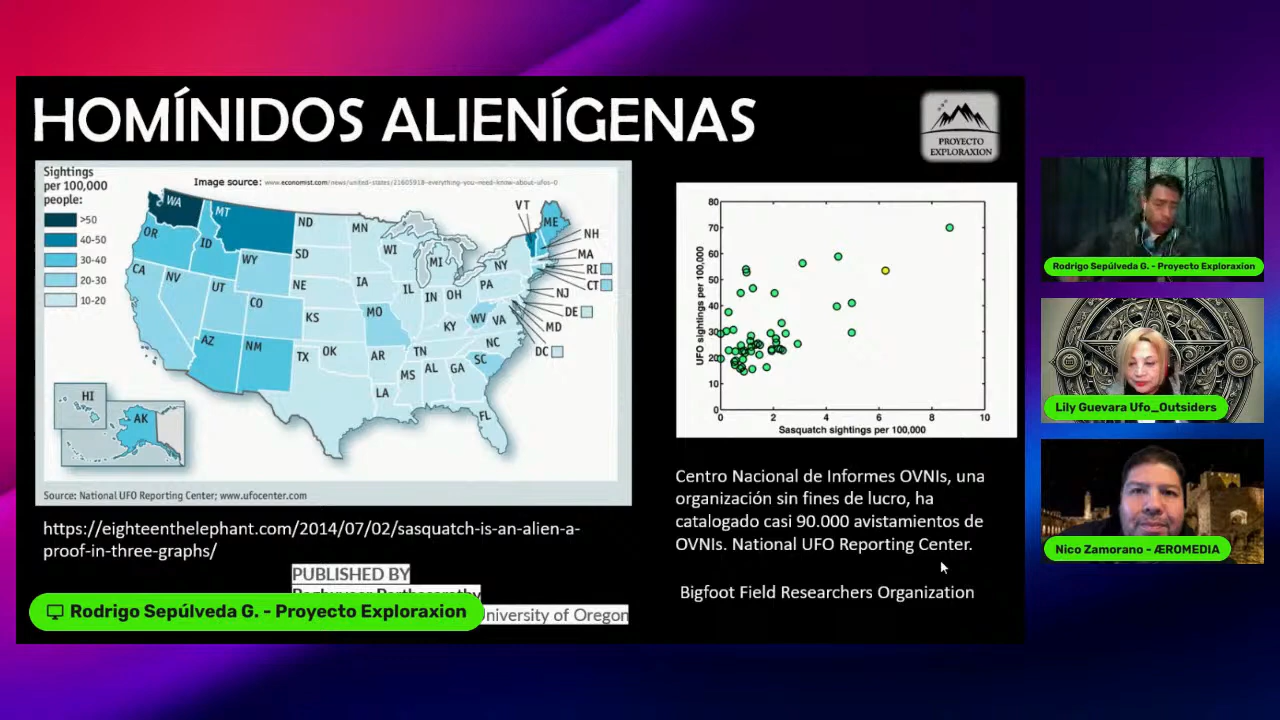 HOMÍNIDOS ALIENÍGENAS
PROYECTO
EXPLORAXION
Sightings
per 100,000
people:
>50
40-50
30-40
20-30
10-20
Image source: www.economist.com/news/united-states/21605918-everything-you-need-know-about-ufos-0
WA
MT
ND
MN
VT
ME
OR
ID
WY
SD
WI
MI
NH
MA
RI
CT
NY
CA
NV
UT
CO
NE
IA
IL
IN
OH
PA
NJ
DE
MD
DC
KS
MO
KY
WV
VA
NC
AZ
NM
TX
OK
AR
TN
SC
MS
AL
GA
LA
FL
HI
AK
Source: National UFO Reporting Center; www.ufocenter.com
80
70
60
50
40
30
20
10
0
0
2
4
6
8
10
UFO sightings per 100,000
Sasquatch sightings per 100,000
https://eighteenthelephant.com/2014/07/02/sasquatch-is-an-alien-a-
proof-in-three-graphs/
PUBLISHED BY
University of Oregon
Centro Nacional de Informes OVNIs, una
organización sin fines de lucro, ha
catalogado casi 90.000 avistamientos de
OVNIs. National UFO Reporting Center.
Bigfoot Field Researchers Organization
Rodrigo Sepúlveda G. - Proyecto Exploraxion
Rodrigo Sepúlveda G. - Proyecto Exploraxion
Lily Guevara Ufo_Outsiders
Nico Zamorano - ÆROMEDIA